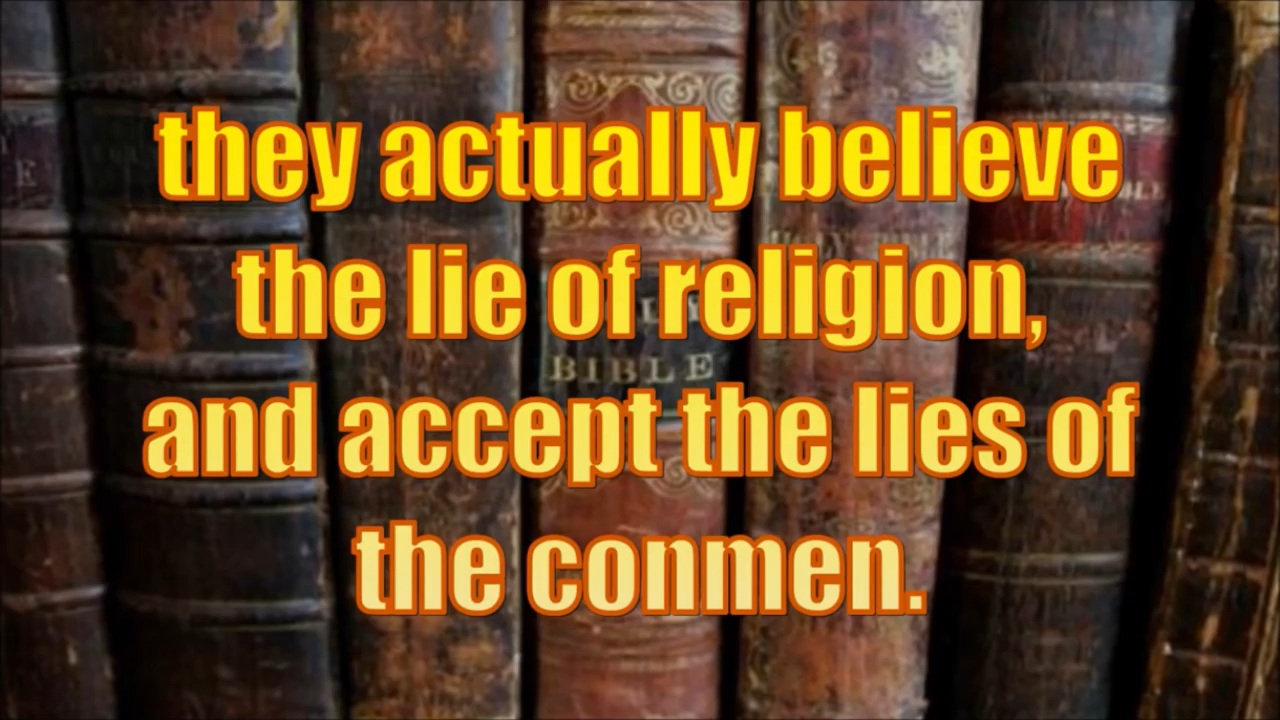 they actually believe
the lie of religion,
and accept the lies of
the conmen.
BIBLE